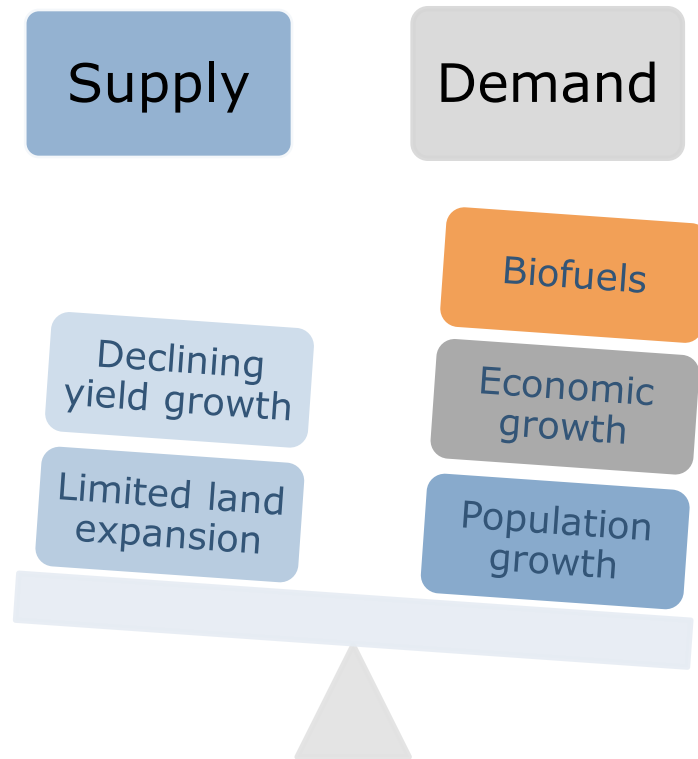 Supply
Demand
Biofuels
Declining
yield growth
Economic
growth
Limited land
expansion
Population
growth